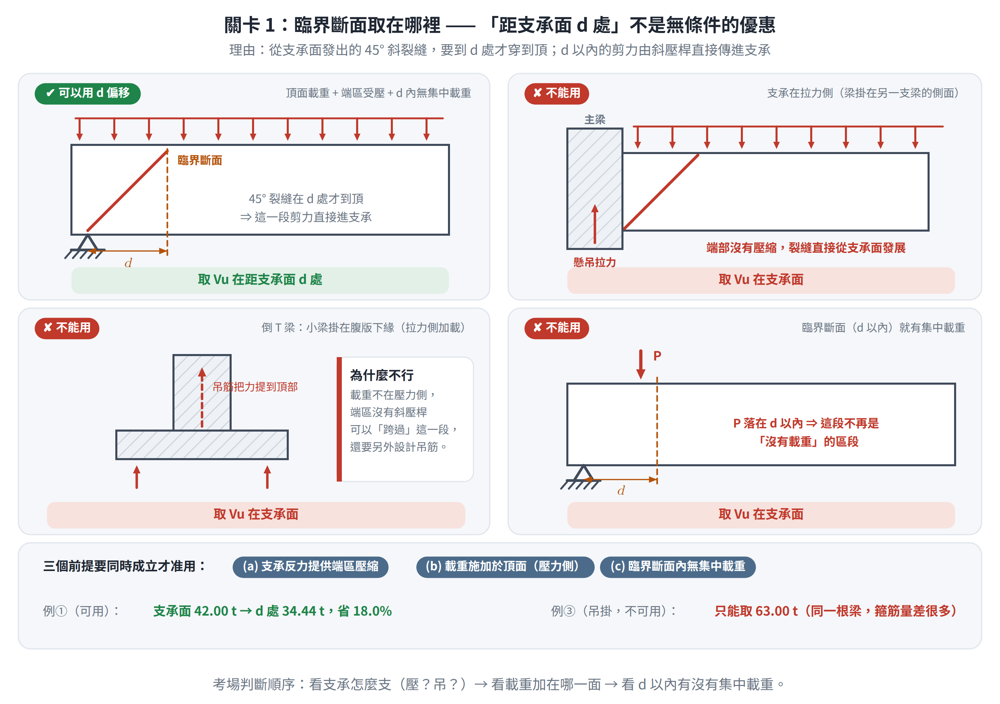 關卡 1：臨界斷面取在哪裡 —— 「距支承面 d 處」不是無條件的優惠
理由：從支承面發出的 45° 斜裂縫，要到 d 處才穿到頂；d 以內的剪力由斜壓桿直接傳進支承
✔ 可以用 d 偏移
頂面載重 + 端區受壓 + d 內無集中載重
臨界斷面
45° 裂縫在 d 處才到頂
⇒ 這一段剪力直接進支承
d
取 Vu 在距支承面 d 處
✘ 不能用
支承在拉力側（梁掛在另一支梁的側面）
主梁
端部沒有壓縮，裂縫直接從支承面發展
懸吊拉力
取 Vu 在支承面
✘ 不能用
倒 T 梁：小梁掛在腹版下緣（拉力側加載）
吊筋把力提到頂部
為什麼不行
載重不在壓力側，
端區沒有斜壓桿
可以「跨過」這一段，
還要另外設計吊筋。
取 Vu 在支承面
✘ 不能用
臨界斷面（d 以內）就有集中載重
P
P 落在 d 以內 ⇒ 這段不再是
「沒有載重」的區段
d
取 Vu 在支承面
三個前提要同時成立才准用：
(a) 支承反力提供端區壓縮
(b) 載重施加於頂面（壓力側）
(c) 臨界斷面內無集中載重
例①（可用）：
支承面 42.00 t → d 處 34.44 t，省 18.0%
例③（吊掛，不可用）：
只能取 63.00 t（同一根梁，箍筋量差很多）
考場判斷順序：看支承怎麼支（壓？吊？）→ 看載重加在哪一面 → 看 d 以內有沒有集中載重。